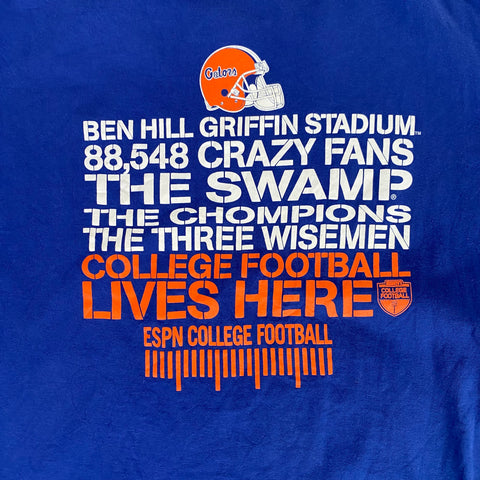 Gators
BEN HILL GRIFFIN STADIUM™
88,548 CRAZY FANS
THE SWAMP®
THE CHOMPIONS
THE THREE WISEMEN
COLLEGE FOOTBALL
LIVES HERE
COLLEGE
FOOTBALL
ESPN COLLEGE FOOTBALL